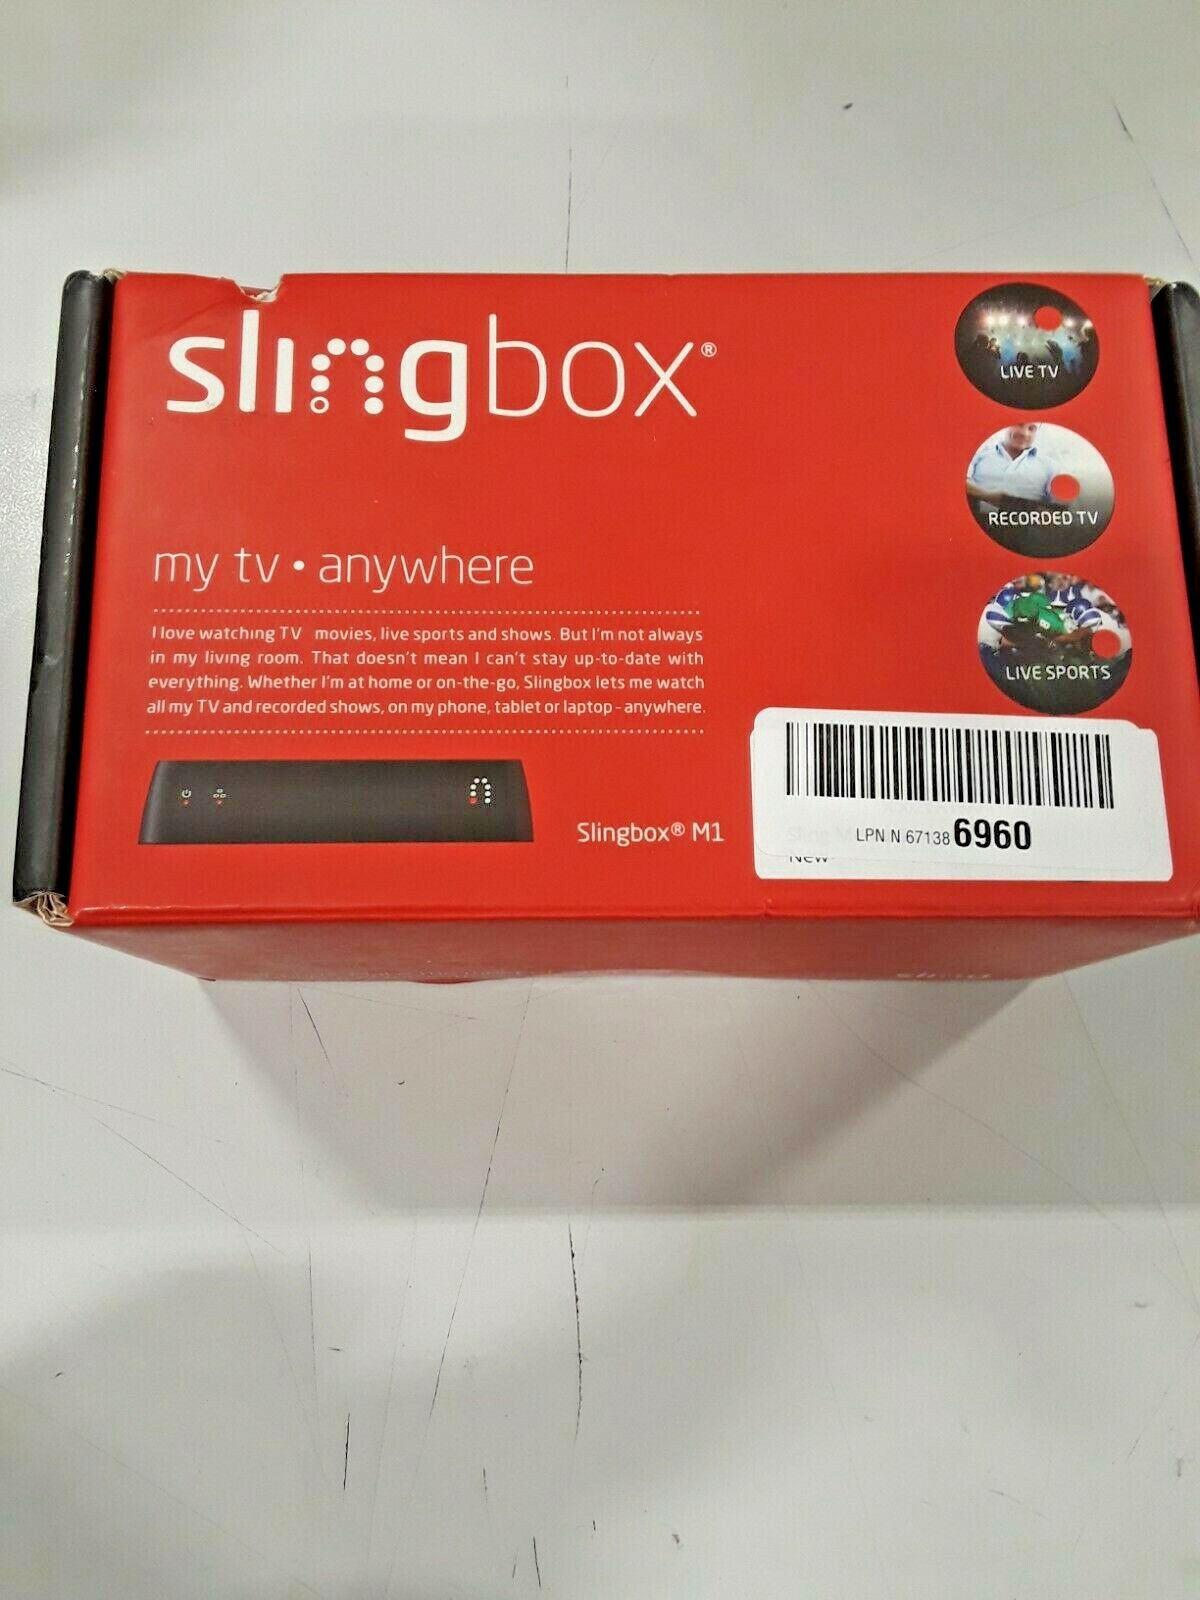 slingbox®
LIVE TV
RECORDED TV
LIVE SPORTS
my tv • anywhere
I love watching TV movies, live sports and shows. But I'm not always
in my living room. That doesn't mean I can't stay up-to-date with
everything. Whether I'm at home or on-the-go, Slingbox lets me watch
all my TV and recorded shows, on my phone, tablet or laptop - anywhere.
Slingbox® M1
LPN N 67138 6960
New
sling